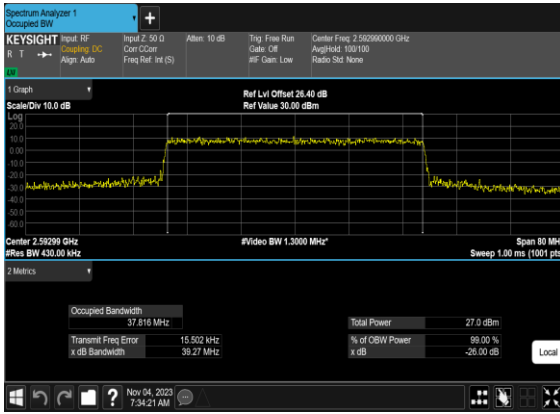 Spectrum Analyzer 1
Occupied BW
+
KEYSIGHT
R T
LW
Input: RF
Coupling: DC
Align: Auto
Input Z: 50 Ω
Corr CCorr
Freq Ref: Int (S)
Atten: 10 dB
Trig: Free Run
Gate: Off
#IF Gain: Low
Center Freq: 2.592990000 GHz
Avg|Hold: 100/100
Radio Std: None
1 Graph
Scale/Div 10.0 dB
Ref Lvl Offset 26.40 dB
Ref Value 30.00 dBm
Log
20.0
10.0
0.00
-10.0
-20.0
-30.0
-40.0
-50.0
-60.0
Center 2.59299 GHz
#Res BW 430.00 kHz
#Video BW 1.3000 MHz*
Span 80 MH
Sweep 1.00 ms (1001 pts
2 Metrics
Occupied Bandwidth
37.816 MHz
Transmit Freq Error 15.502 kHz
x dB Bandwidth 39.27 MHz
Total Power 27.0 dBm
% of OBW Power 99.00 %
x dB -26.00 dB
Local
?
Nov 04, 2023
7:34:21 AM